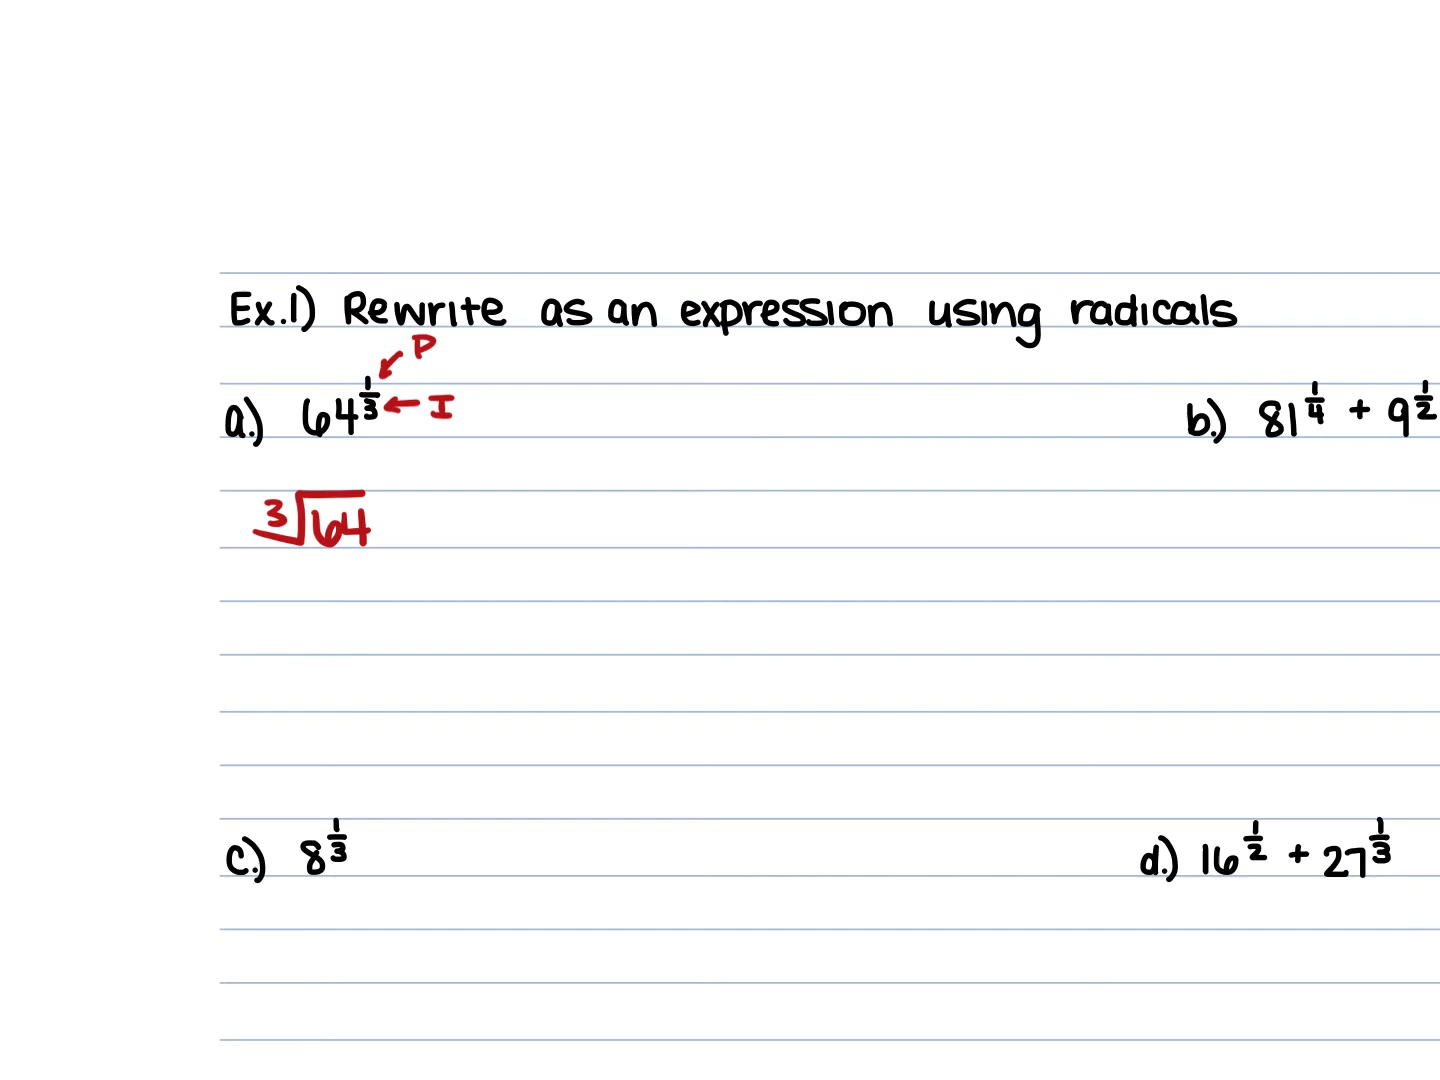 Ex.1) Rewrite as an expression using radicals
P
a.) 64^(1/3) ← I
b.) 81^(1/4) + 9^(1/2)
∛64
c.) 8^(1/3)
d.) 16^(1/2) + 27^(1/3)